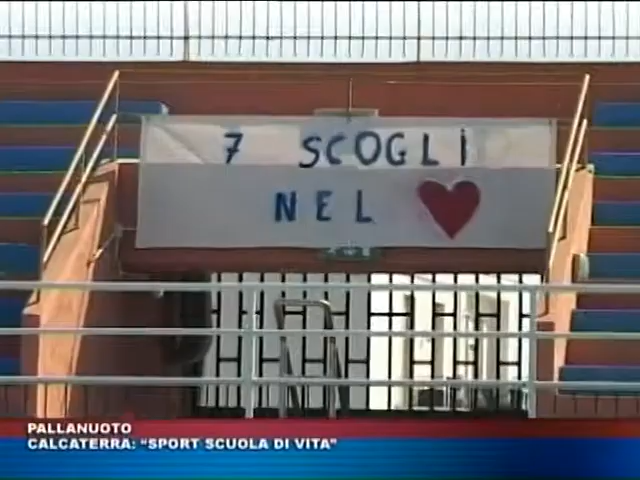 7 SCOGLI
NEL
PALLANUOTO
CALCATERRA: “SPORT SCUOLA DI VITA”